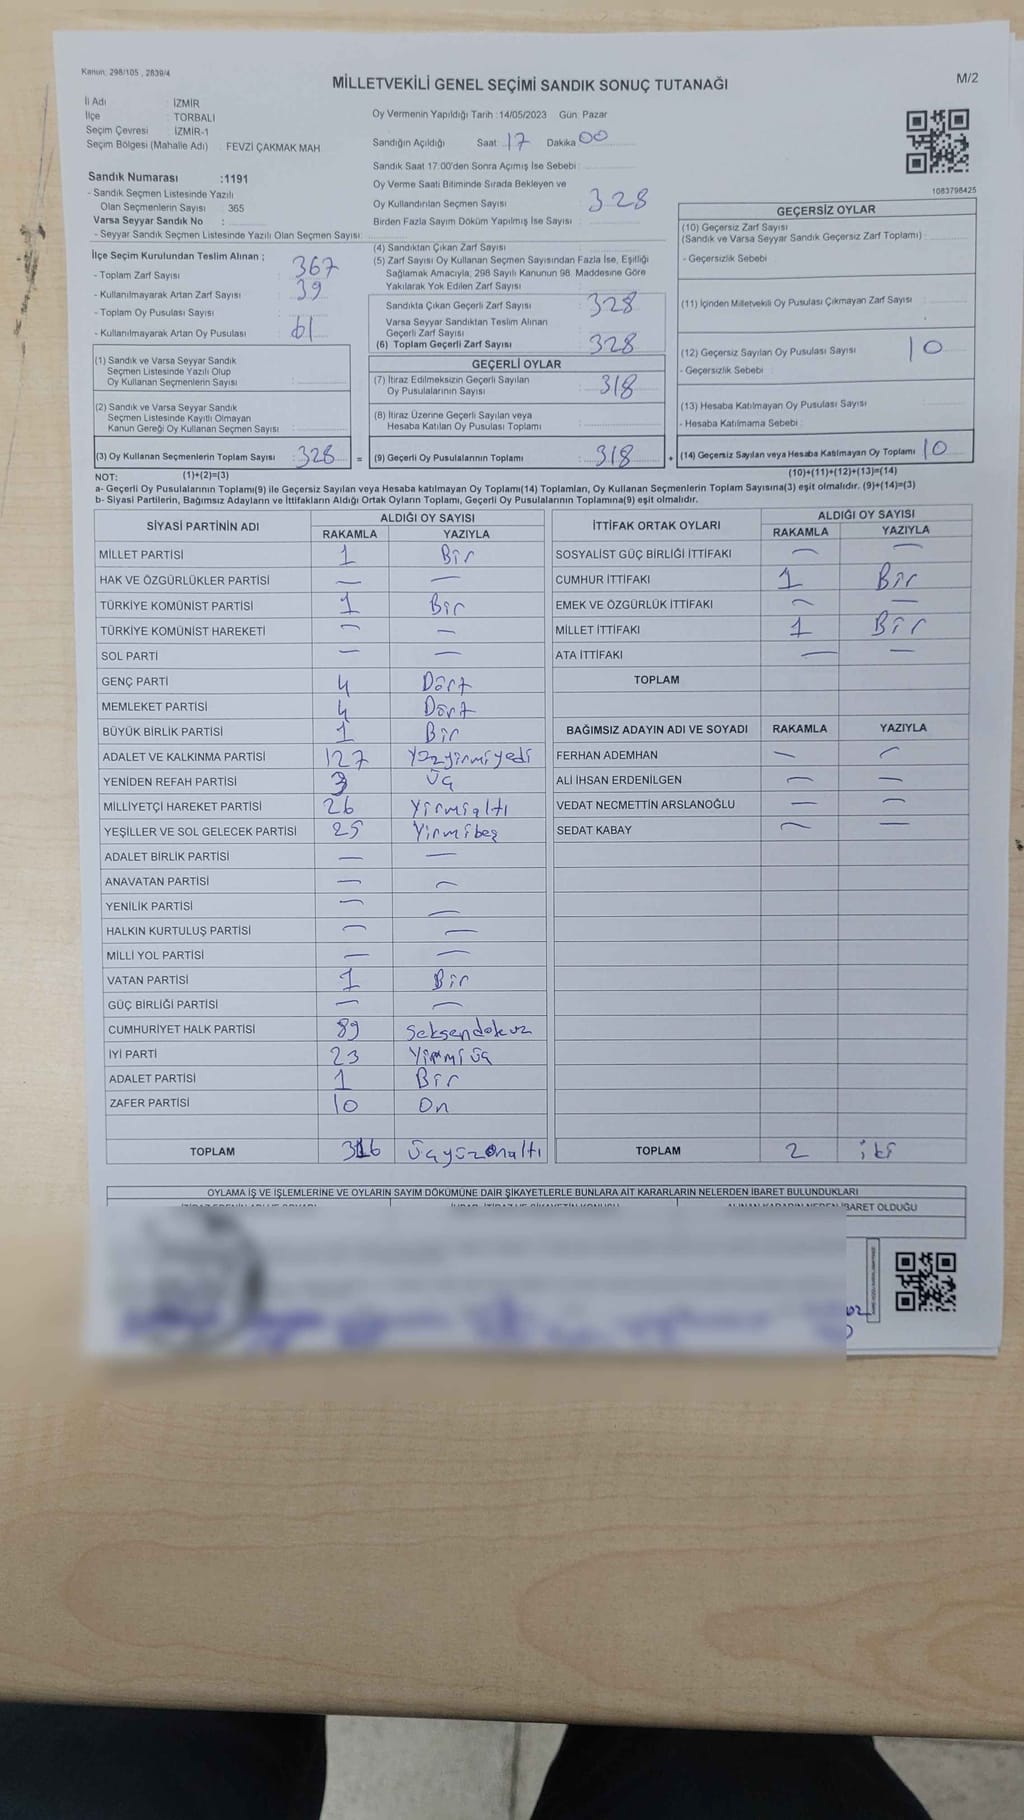 Kanun: 298/105 , 2839/4
MİLLETVEKİLİ GENEL SEÇİMİ SANDIK SONUÇ TUTANAĞI
M/2
İl Adı : İZMİR
İlçe : TORBALI
Seçim Çevresi : İZMİR-1
Seçim Bölgesi (Mahalle Adı) : FEVZİ ÇAKMAK MAH
Oy Vermenin Yapıldığı Tarih :14/05/2023 Gün: Pazar
Sandığın Açıldığı Saat 17 Dakika 00
Sandık Saat 17.00'den Sonra Açımış İse Sebebi :
Sandık Numarası :1191
- Sandık Seçmen Listesinde Yazılı
Olan Seçmenlerin Sayısı : 365
Varsa Seyyar Sandık No :
- Seyyar Sandık Seçmen Listesinde Yazılı Olan Seçmen Sayısı:
Oy Verme Saati Bitiminde Sırada Bekleyen ve
Oy Kullandırılan Seçmen Sayısı : 328
Birden Fazla Sayım Döküm Yapılmış İse Sayısı :
1083798425
İlçe Seçim Kurulundan Teslim Alınan ;
- Toplam Zarf Sayısı : 367
- Kullanılmayarak Artan Zarf Sayısı : 39
- Toplam Oy Pusulası Sayısı :
- Kullanılmayarak Artan Oy Pusulası : 61
(4) Sandıktan Çıkan Zarf Sayısı :
(5) Zarf Sayısı Oy Kullanan Seçmen Sayısından Fazla İse, Eşitliği
Sağlamak Amacıyla; 298 Sayılı Kanunun 98. Maddesine Göre
Yakılarak Yok Edilen Zarf Sayısı :
Sandıkta Çıkan Geçerli Zarf Sayısı : 328
Varsa Seyyar Sandıktan Teslim Alınan
Geçerli Zarf Sayısı :
(6) Toplam Geçerli Zarf Sayısı : 328
GEÇERSİZ OYLAR
(10) Geçersiz Zarf Sayısı
(Sandık ve Varsa Seyyar Sandık Geçersiz Zarf Toplamı) :
- Geçersizlik Sebebi :
(11) İçinden Milletvekili Oy Pusulası Çıkmayan Zarf Sayısı :
(12) Geçersiz Sayılan Oy Pusulası Sayısı : 10
- Geçersizlik Sebebi :
(13) Hesaba Katılmayan Oy Pusulası Sayısı :
- Hesaba Katılmama Sebebi :
(14) Geçersiz Sayılan veya Hesaba Katılmayan Oy Toplamı : 10
(1) Sandık ve Varsa Seyyar Sandık
Seçmen Listesinde Yazılı Olup
Oy Kullanan Seçmenlerin Sayısı :
(2) Sandık ve Varsa Seyyar Sandık
Seçmen Listesinde Kayıtlı Olmayan
Kanun Gereği Oy Kullanan Seçmen Sayısı :
(3) Oy Kullanan Seçmenlerin Toplam Sayısı : 328 =
GEÇERLİ OYLAR
(7) İtiraz Edilmeksizin Geçerli Sayılan
Oy Pusulalarının Sayısı : 318
(8) İtiraz Üzerine Geçerli Sayılan veya
Hesaba Katılan Oy Pusulası Toplamı :
(9) Geçerli Oy Pusulalarının Toplamı : 318 +
NOT: (1)+(2)=(3) (10)+(11)+(12)+(13)=(14)
a- Geçerli Oy Pusulalarının Toplamı(9) ile Geçersiz Sayılan veya Hesaba katılmayan Oy Toplamı(14) Toplamları, Oy Kullanan Seçmenlerin Toplam Sayısına(3) eşit olmalıdır. (9)+(14)=(3)
b- Siyasi Partilerin, Bağımsız Adayların ve İttifakların Aldığı Ortak Oyların Toplamı, Geçerli Oy Pusulalarının Toplamına(9) eşit olmalıdır.
SİYASİ PARTİNİN ADI
ALDIĞI OY SAYISI
RAKAMLA YAZIYLA
MİLLET PARTİSİ 1 Bir
HAK VE ÖZGÜRLÜKLER PARTİSİ — —
TÜRKİYE KOMÜNİST PARTİSİ 1 Bir
TÜRKİYE KOMÜNİST HAREKETİ — —
SOL PARTİ — —
GENÇ PARTİ 4 Dört
MEMLEKET PARTİSİ 4 Dört
BÜYÜK BİRLİK PARTİSİ 1 Bir
ADALET VE KALKINMA PARTİSİ 127 Yüzyirmiyedi
YENİDEN REFAH PARTİSİ 3 Üç
MİLLİYETÇİ HAREKET PARTİSİ 26 Yirmialtı
YEŞİLLER VE SOL GELECEK PARTİSİ 25 Yirmibeş
ADALET BİRLİK PARTİSİ — —
ANAVATAN PARTİSİ — —
YENİLİK PARTİSİ — —
HALKIN KURTULUŞ PARTİSİ — —
MİLLİ YOL PARTİSİ — —
VATAN PARTİSİ 1 Bir
GÜÇ BİRLİĞİ PARTİSİ — —
CUMHURİYET HALK PARTİSİ 89 Seksendokuz
İYİ PARTİ 23 Yirmiüç
ADALET PARTİSİ 1 Bir
ZAFER PARTİSİ 10 On
TOPLAM 316 Üçyüzonaltı
İTTİFAK ORTAK OYLARI
ALDIĞI OY SAYISI
RAKAMLA YAZIYLA
SOSYALİST GÜÇ BİRLİĞİ İTTİFAKI — —
CUMHUR İTTİFAKI 1 Bir
EMEK VE ÖZGÜRLÜK İTTİFAKI — —
MİLLET İTTİFAKI 1 Bir
ATA İTTİFAKI — —
TOPLAM
BAĞIMSIZ ADAYIN ADI VE SOYADI RAKAMLA YAZIYLA
FERHAN ADEMHAN — —
ALİ İHSAN ERDENİLGEN — —
VEDAT NECMETTİN ARSLANOĞLU — —
SEDAT KABAY — —
TOPLAM 2 iki
OYLAMA İŞ VE İŞLEMLERİNE VE OYLARIN SAYIM DÖKÜMÜNE DAİR ŞİKAYETLERLE BUNLARA AİT KARARLARIN NELERDEN İBARET BULUNDUKLARI
İBARET OLDUĞU